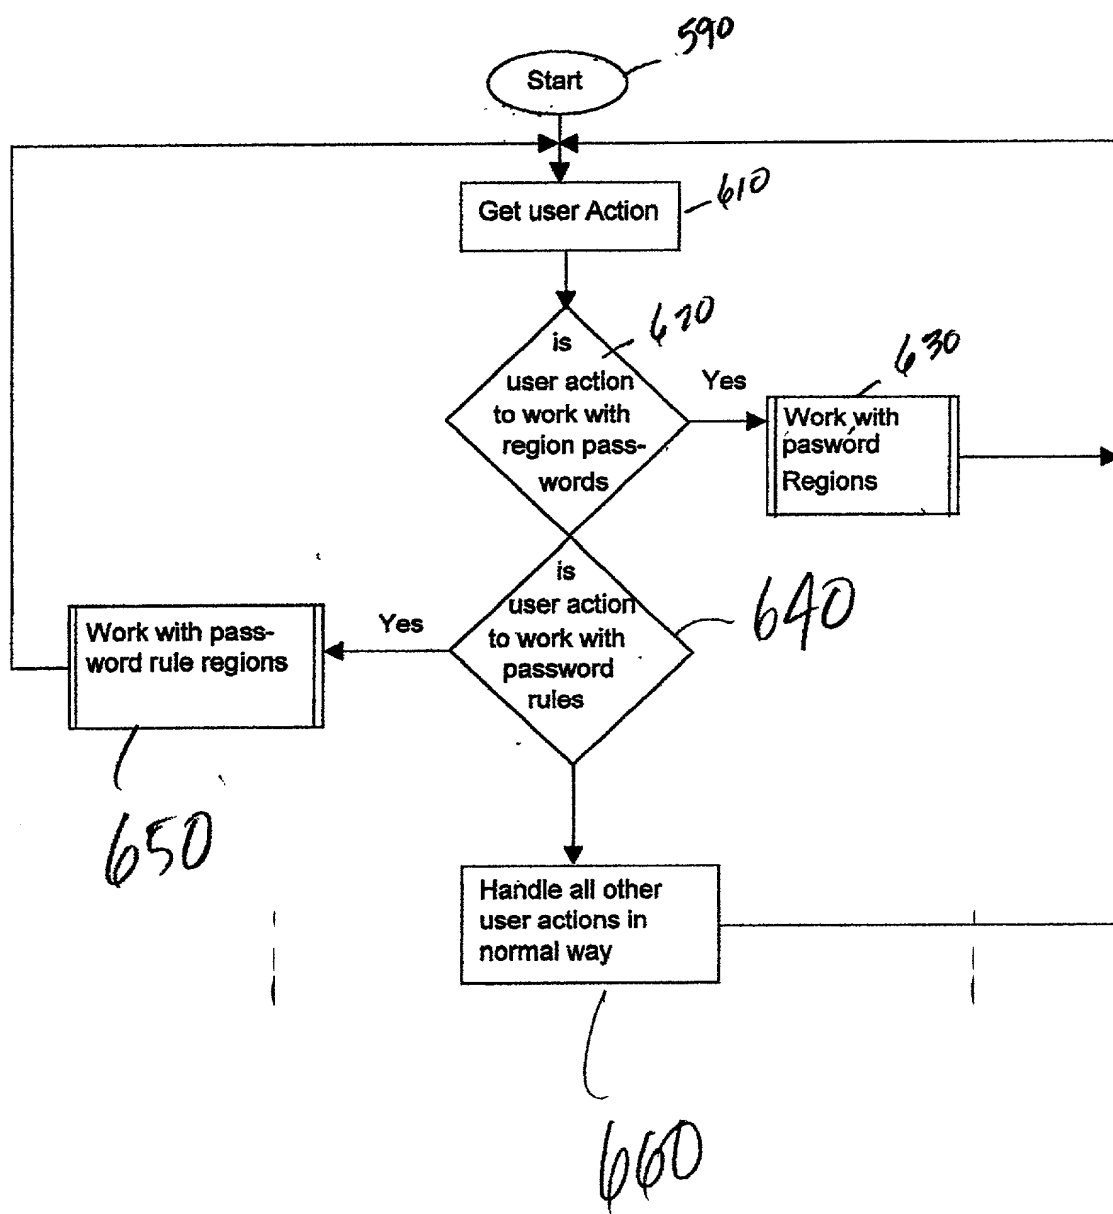 590
Start
Get user Action
610
620
is
user action
to work with
region pass-
words
Yes
630
Work with
pasword
Regions
is
user action
to work with
password
rules
640
Yes
Work with pass-
word rule regions
650
Handle all other
user actions in
normal way
660